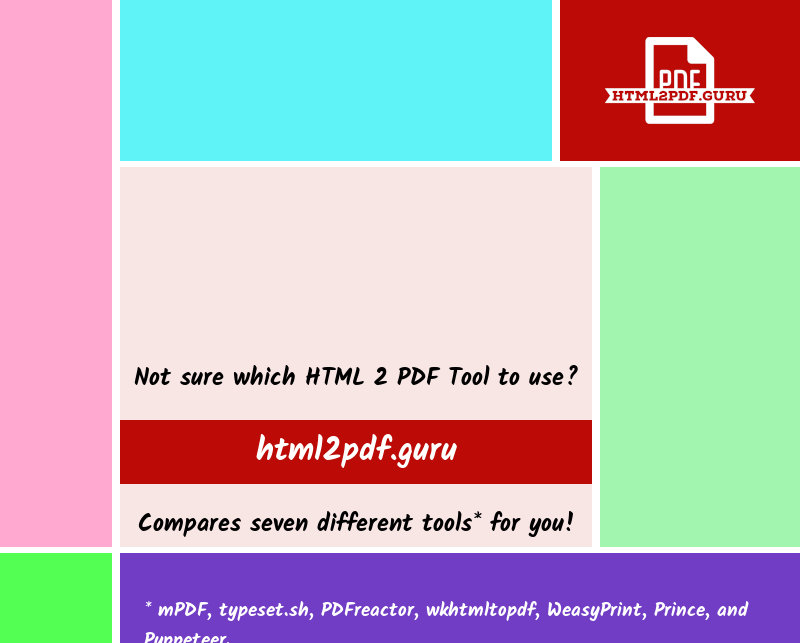 PDF
HTML2PDF.GURU
Not sure which HTML 2 PDF Tool to use?
html2pdf.guru
Compares seven different tools* for you!
* mPDF, typeset.sh, PDFreactor, wkhtmltopdf, WeasyPrint, Prince, and
Puppeteer.